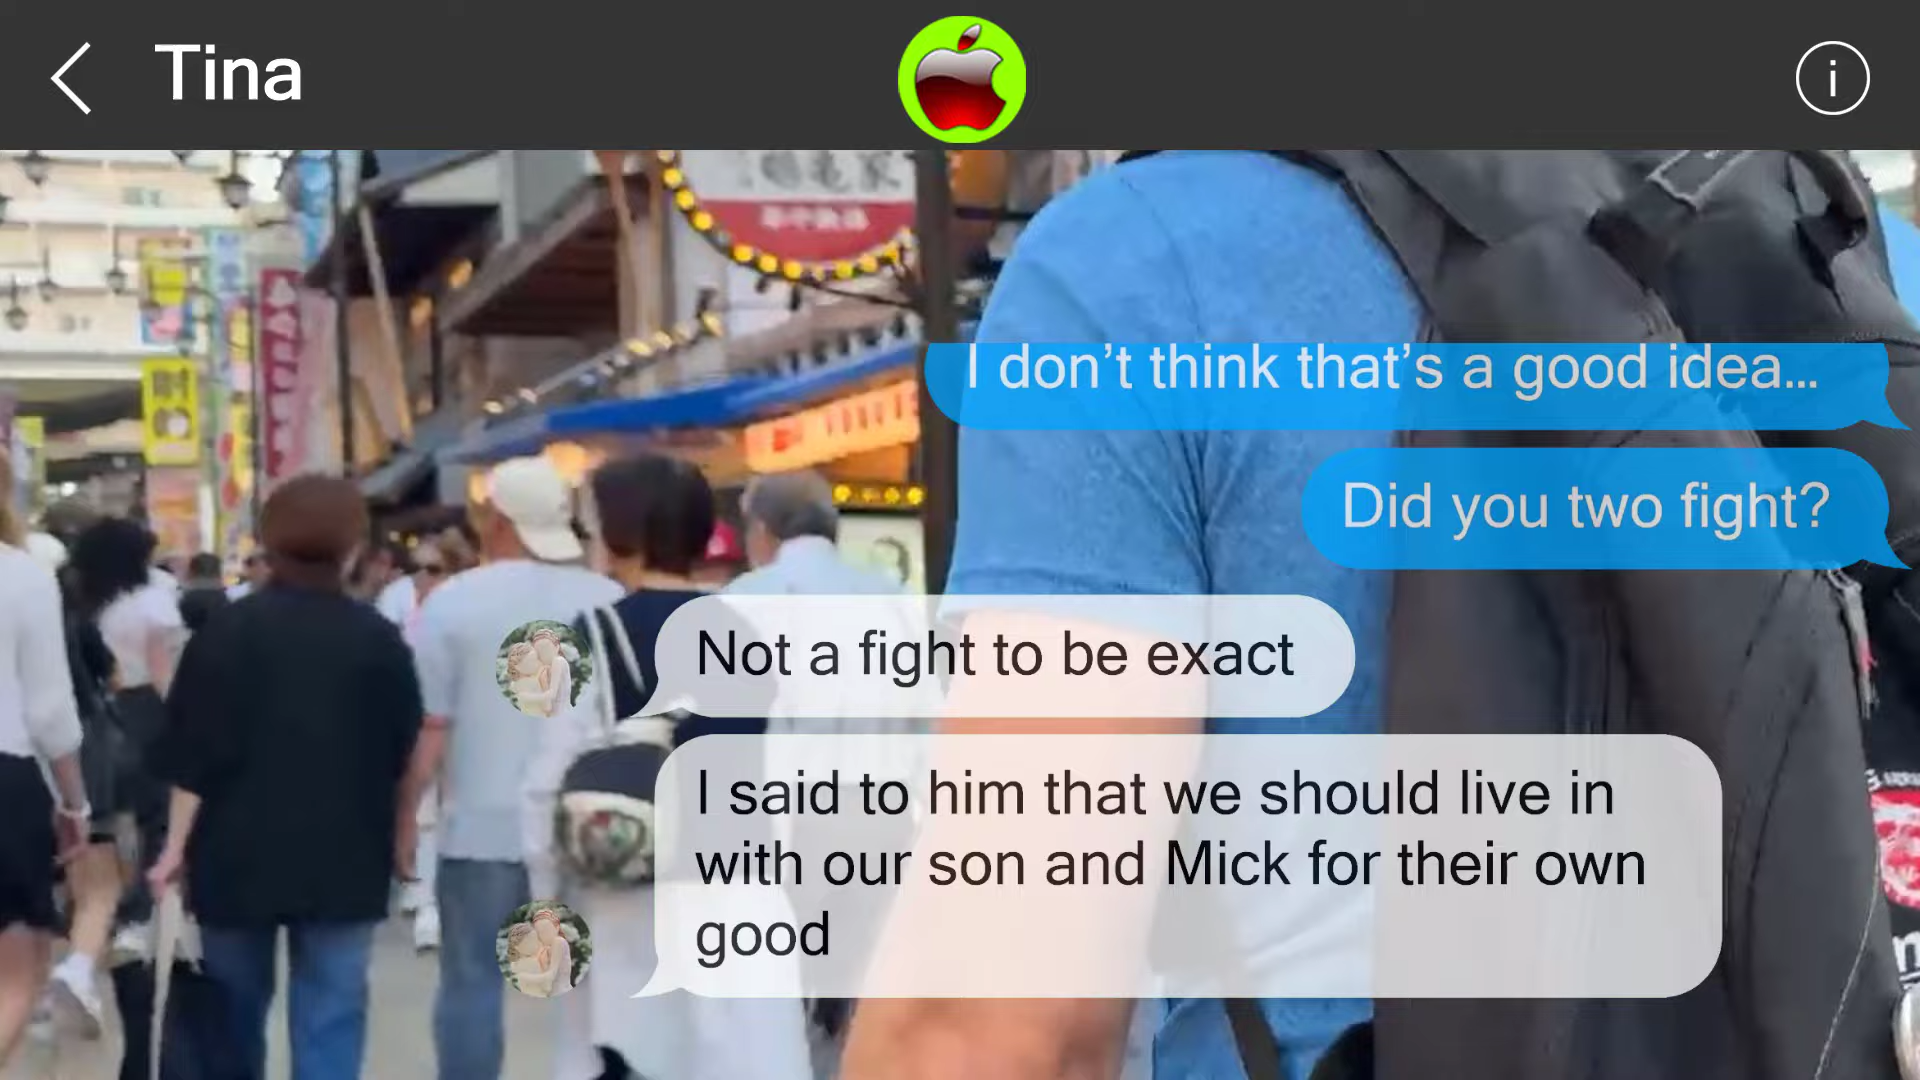 Tina
I don’t think that’s a good idea...
Did you two fight?
Not a fight to be exact
I said to him that we should live in
with our son and Mick for their own
good